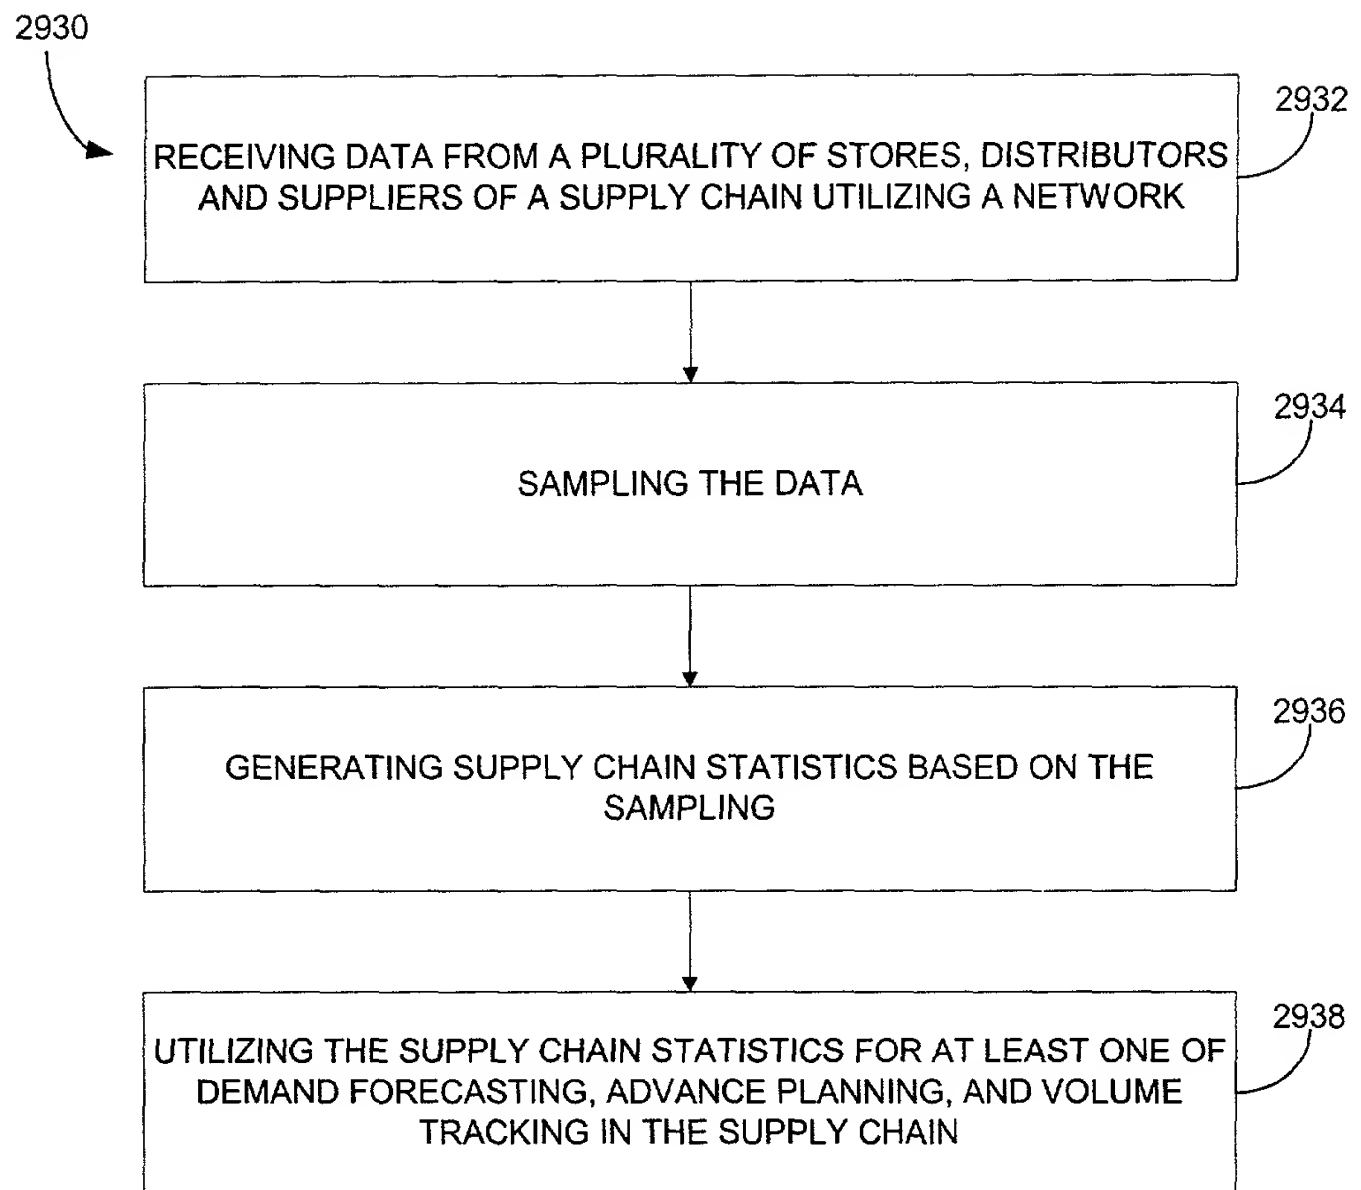 2930
2932
RECEIVING DATA FROM A PLURALITY OF STORES, DISTRIBUTORS
AND SUPPLIERS OF A SUPPLY CHAIN UTILIZING A NETWORK
2934
SAMPLING THE DATA
2936
GENERATING SUPPLY CHAIN STATISTICS BASED ON THE
SAMPLING
2938
UTILIZING THE SUPPLY CHAIN STATISTICS FOR AT LEAST ONE OF
DEMAND FORECASTING, ADVANCE PLANNING, AND VOLUME
TRACKING IN THE SUPPLY CHAIN